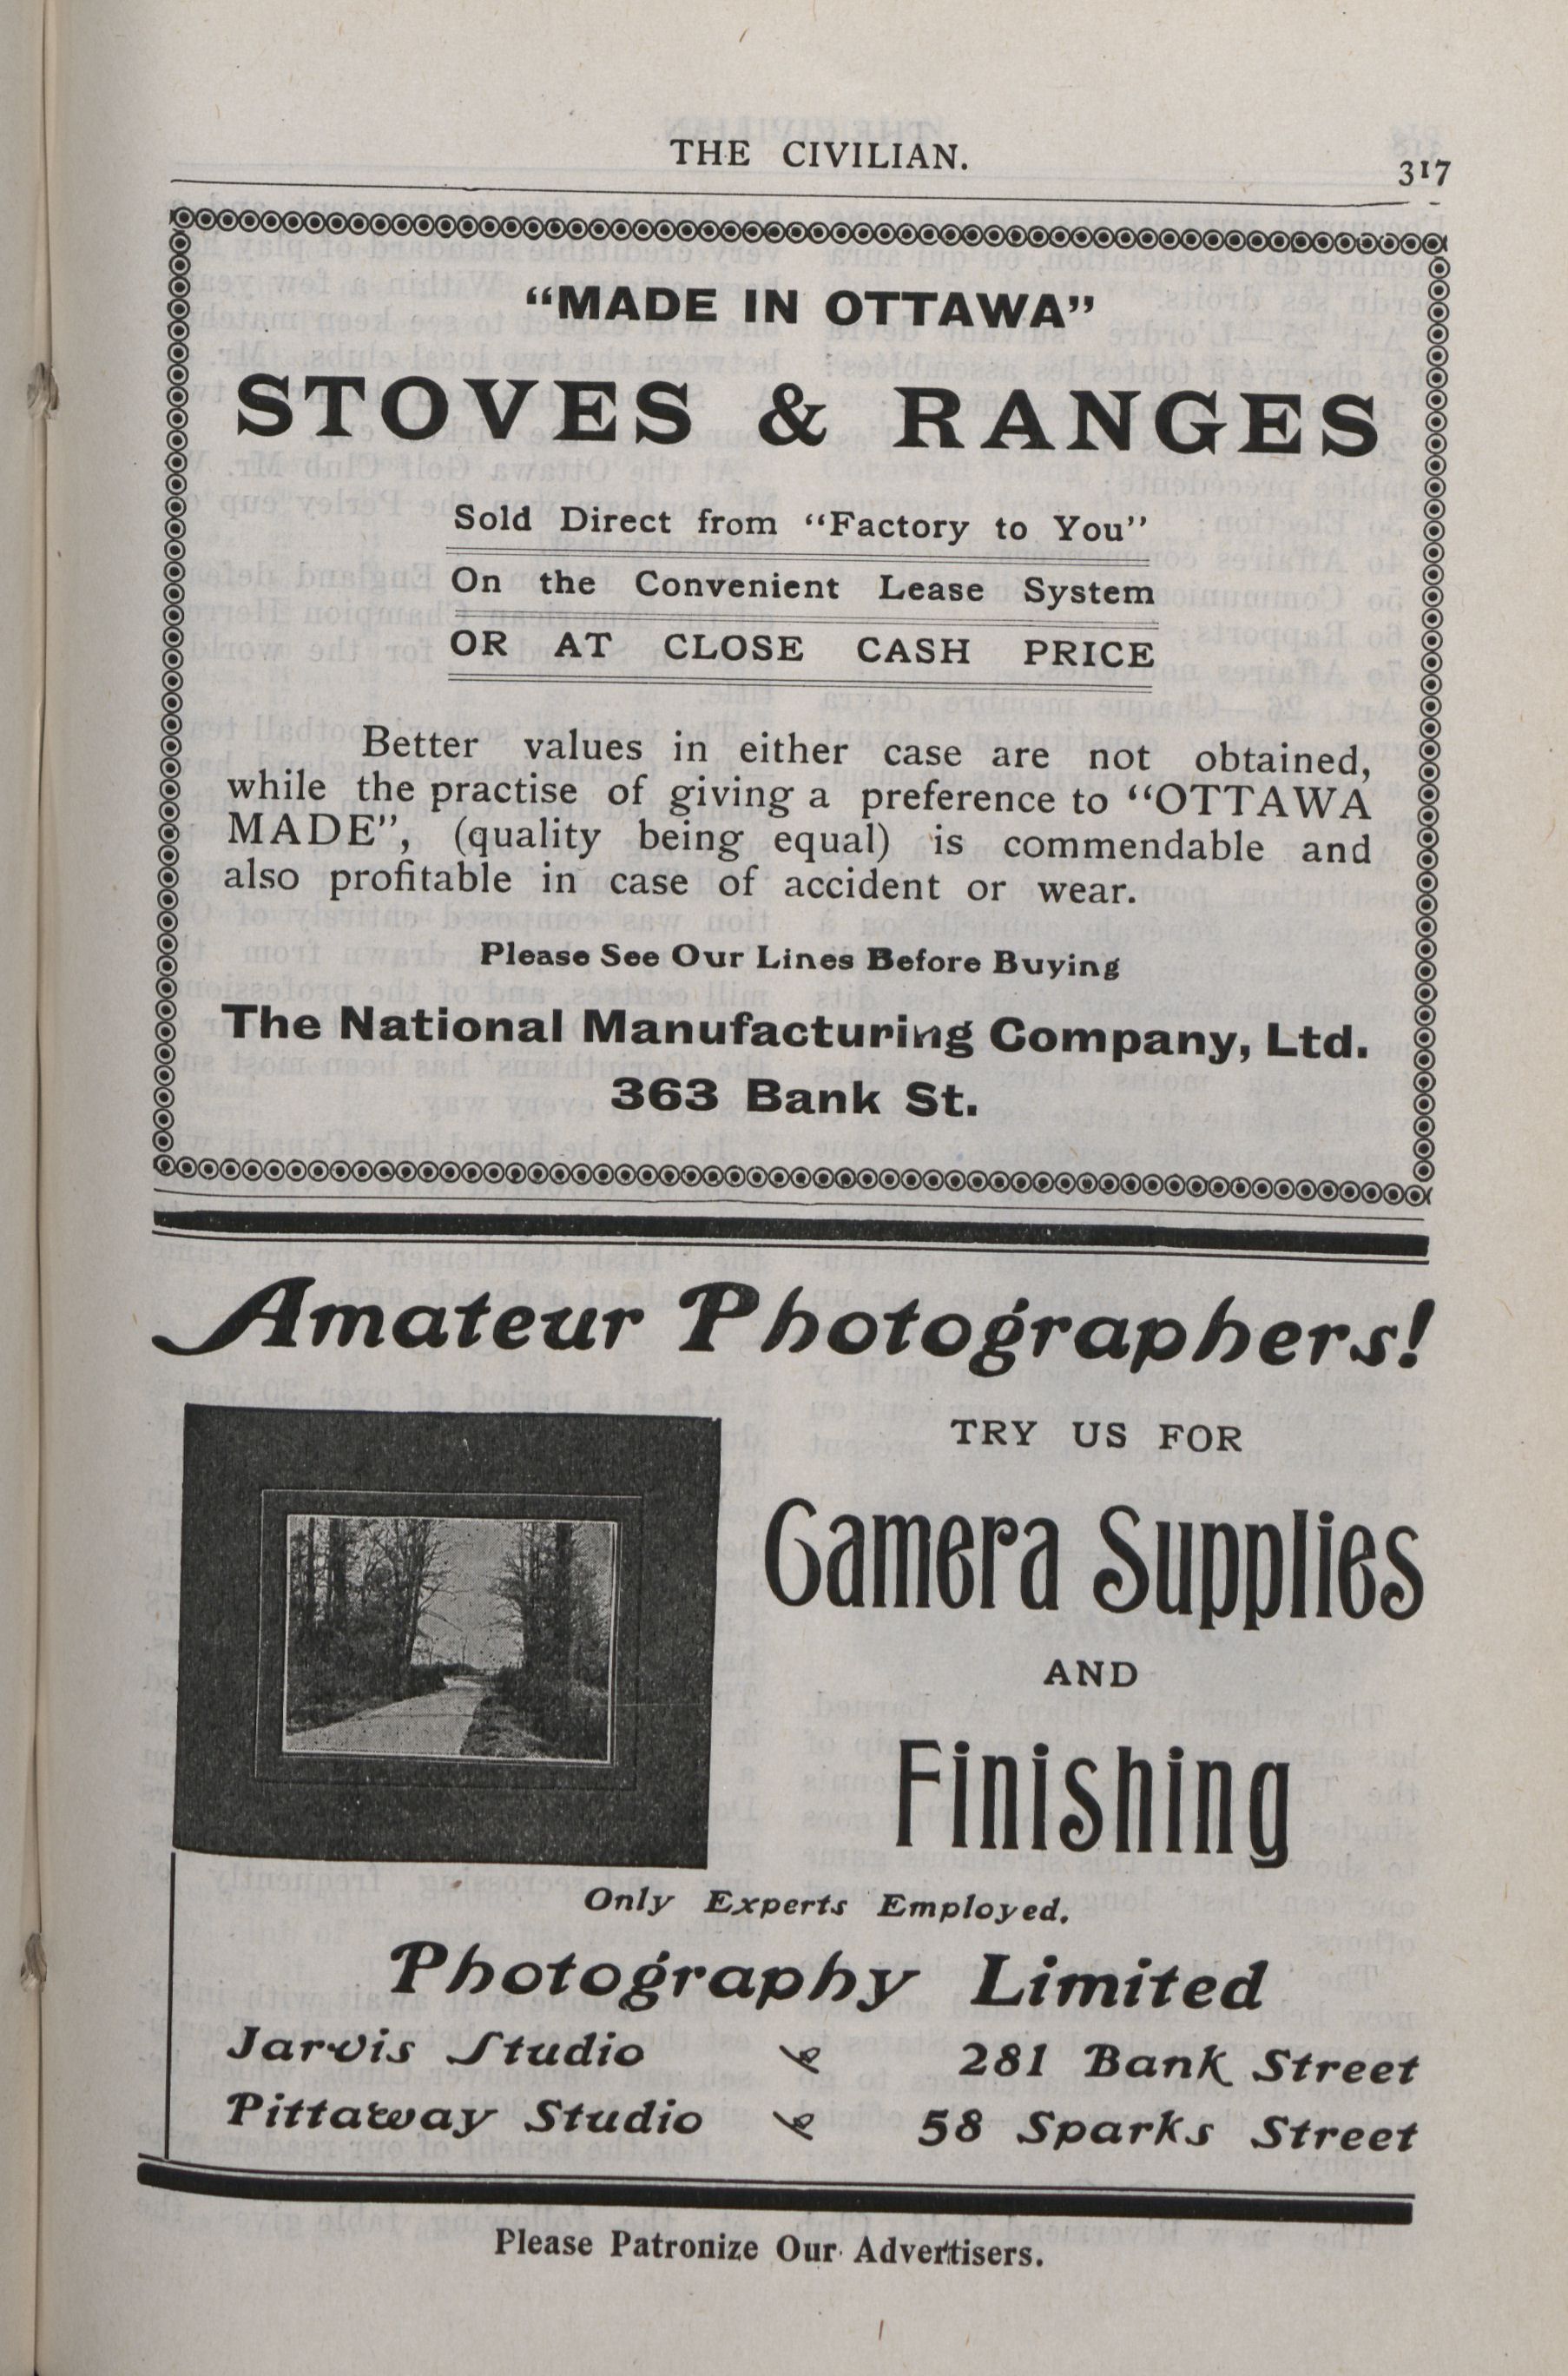 THE CIVILIAN.
317
“MADE IN OTTAWA”
STOVES & RANGES
Sold Direct from “Factory to You”
On the Convenient Lease System
OR AT CLOSE CASH PRICE
Better values in either case are not obtained,
while the practise of giving a preference to “OTTAWA
MADE”, (quality being equal) is commendable and
also profitable in case of accident or wear.
Please See Our Lines Before Buying
The National Manufacturing Company, Ltd.
363 Bank St.
Amateur Photographers!
TRY US FOR
Camera Supplies
AND
Finishing
Only Experts Employed.
Photography Limited
Jarvis Studio 281 Bank Street
Pittaway Studio 58 Sparks Street
Please Patronize Our Advertisers.